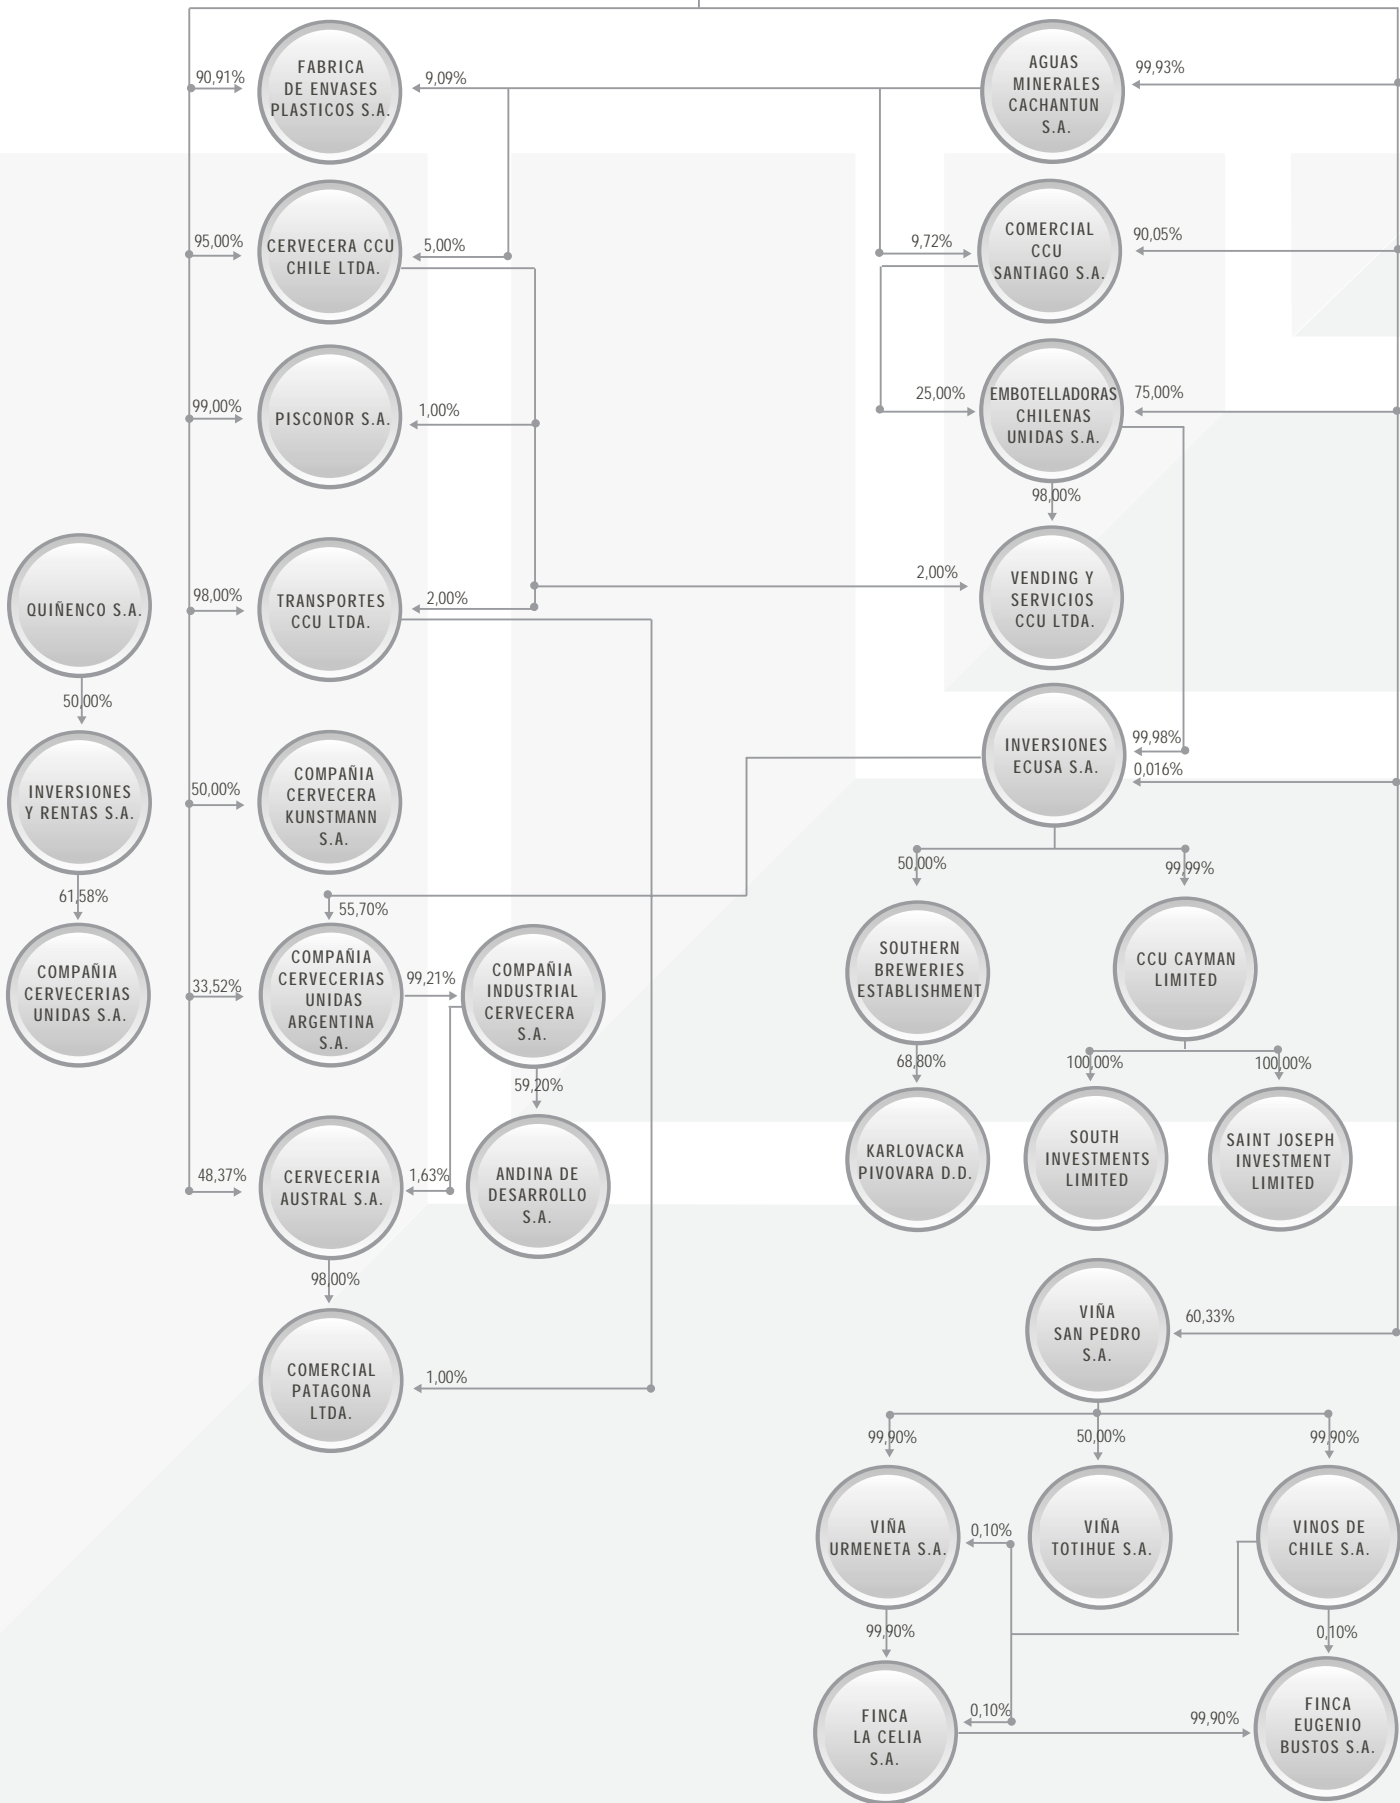 90,91%
FABRICA
DE ENVASES
PLASTICOS S.A.
9,09%
AGUAS
MINERALES
CACHANTUN
S.A.
99,93%
95,00%
CERVECERA CCU
CHILE LTDA.
5,00%
9,72%
COMERCIAL
CCU
SANTIAGO S.A.
90,05%
99,00%
PISCONOR S.A.
1,00%
25,00%
EMBOTELLADORAS
CHILENAS
UNIDAS S.A.
75,00%
98,00%
QUIÑENCO S.A.
98,00%
TRANSPORTES
CCU LTDA.
2,00%
2,00%
VENDING Y
SERVICIOS
CCU LTDA.
50,00%
INVERSIONES
Y RENTAS S.A.
50,00%
COMPAÑIA
CERVECERA
KUNSTMANN
S.A.
INVERSIONES
ECUSA S.A.
99,98%
0,016%
61,58%
55,70%
50,00%
99,99%
COMPAÑIA
CERVECERIAS
UNIDAS S.A.
33,52%
COMPAÑIA
CERVECERIAS
UNIDAS
ARGENTINA
S.A.
99,21%
COMPAÑIA
INDUSTRIAL
CERVECERA
S.A.
SOUTHERN
BREWERIES
ESTABLISHMENT
CCU CAYMAN
LIMITED
59,20%
68,80%
100,00%
100,00%
48,37%
CERVECERIA
AUSTRAL S.A.
1,63%
ANDINA DE
DESARROLLO
S.A.
KARLOVACKA
PIVOVARA D.D.
SOUTH
INVESTMENTS
LIMITED
SAINT JOSEPH
INVESTMENT
LIMITED
98,00%
COMERCIAL
PATAGONA
LTDA.
1,00%
VIÑA
SAN PEDRO
S.A.
60,33%
99,90%
50,00%
99,90%
VIÑA
URMENETA S.A.
0,10%
VIÑA
TOTIHUE S.A.
VINOS DE
CHILE S.A.
99,90%
0,10%
FINCA
LA CELIA
S.A.
0,10%
99,90%
FINCA
EUGENIO
BUSTOS S.A.